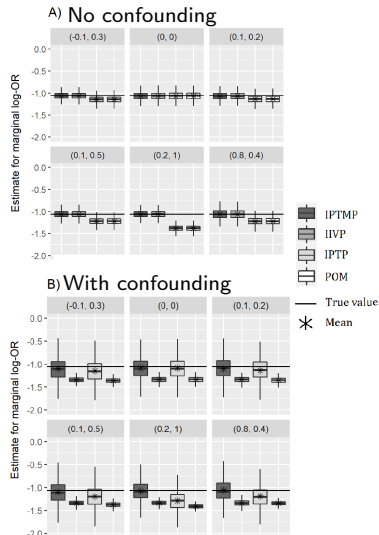 A) No confounding
Estimate for marginal log-OR
(-0.1, 0.3) (0, 0) (0.1, 0.2)
0.0
-0.5
-1.0
-1.5
-2.0
(0.1, 0.5) (0.2, 1) (0.8, 0.4)
0.0
-0.5
-1.0
-1.5
-2.0
IPTMP
IIVP
IPTP
POM
True value
Mean
B) With confounding
Estimate for marginal log-OR
(-0.1, 0.3) (0, 0) (0.1, 0.2)
0.0
-0.5
-1.0
-1.5
-2.0
(0.1, 0.5) (0.2, 1) (0.8, 0.4)
0.0
-0.5
-1.0
-1.5
-2.0